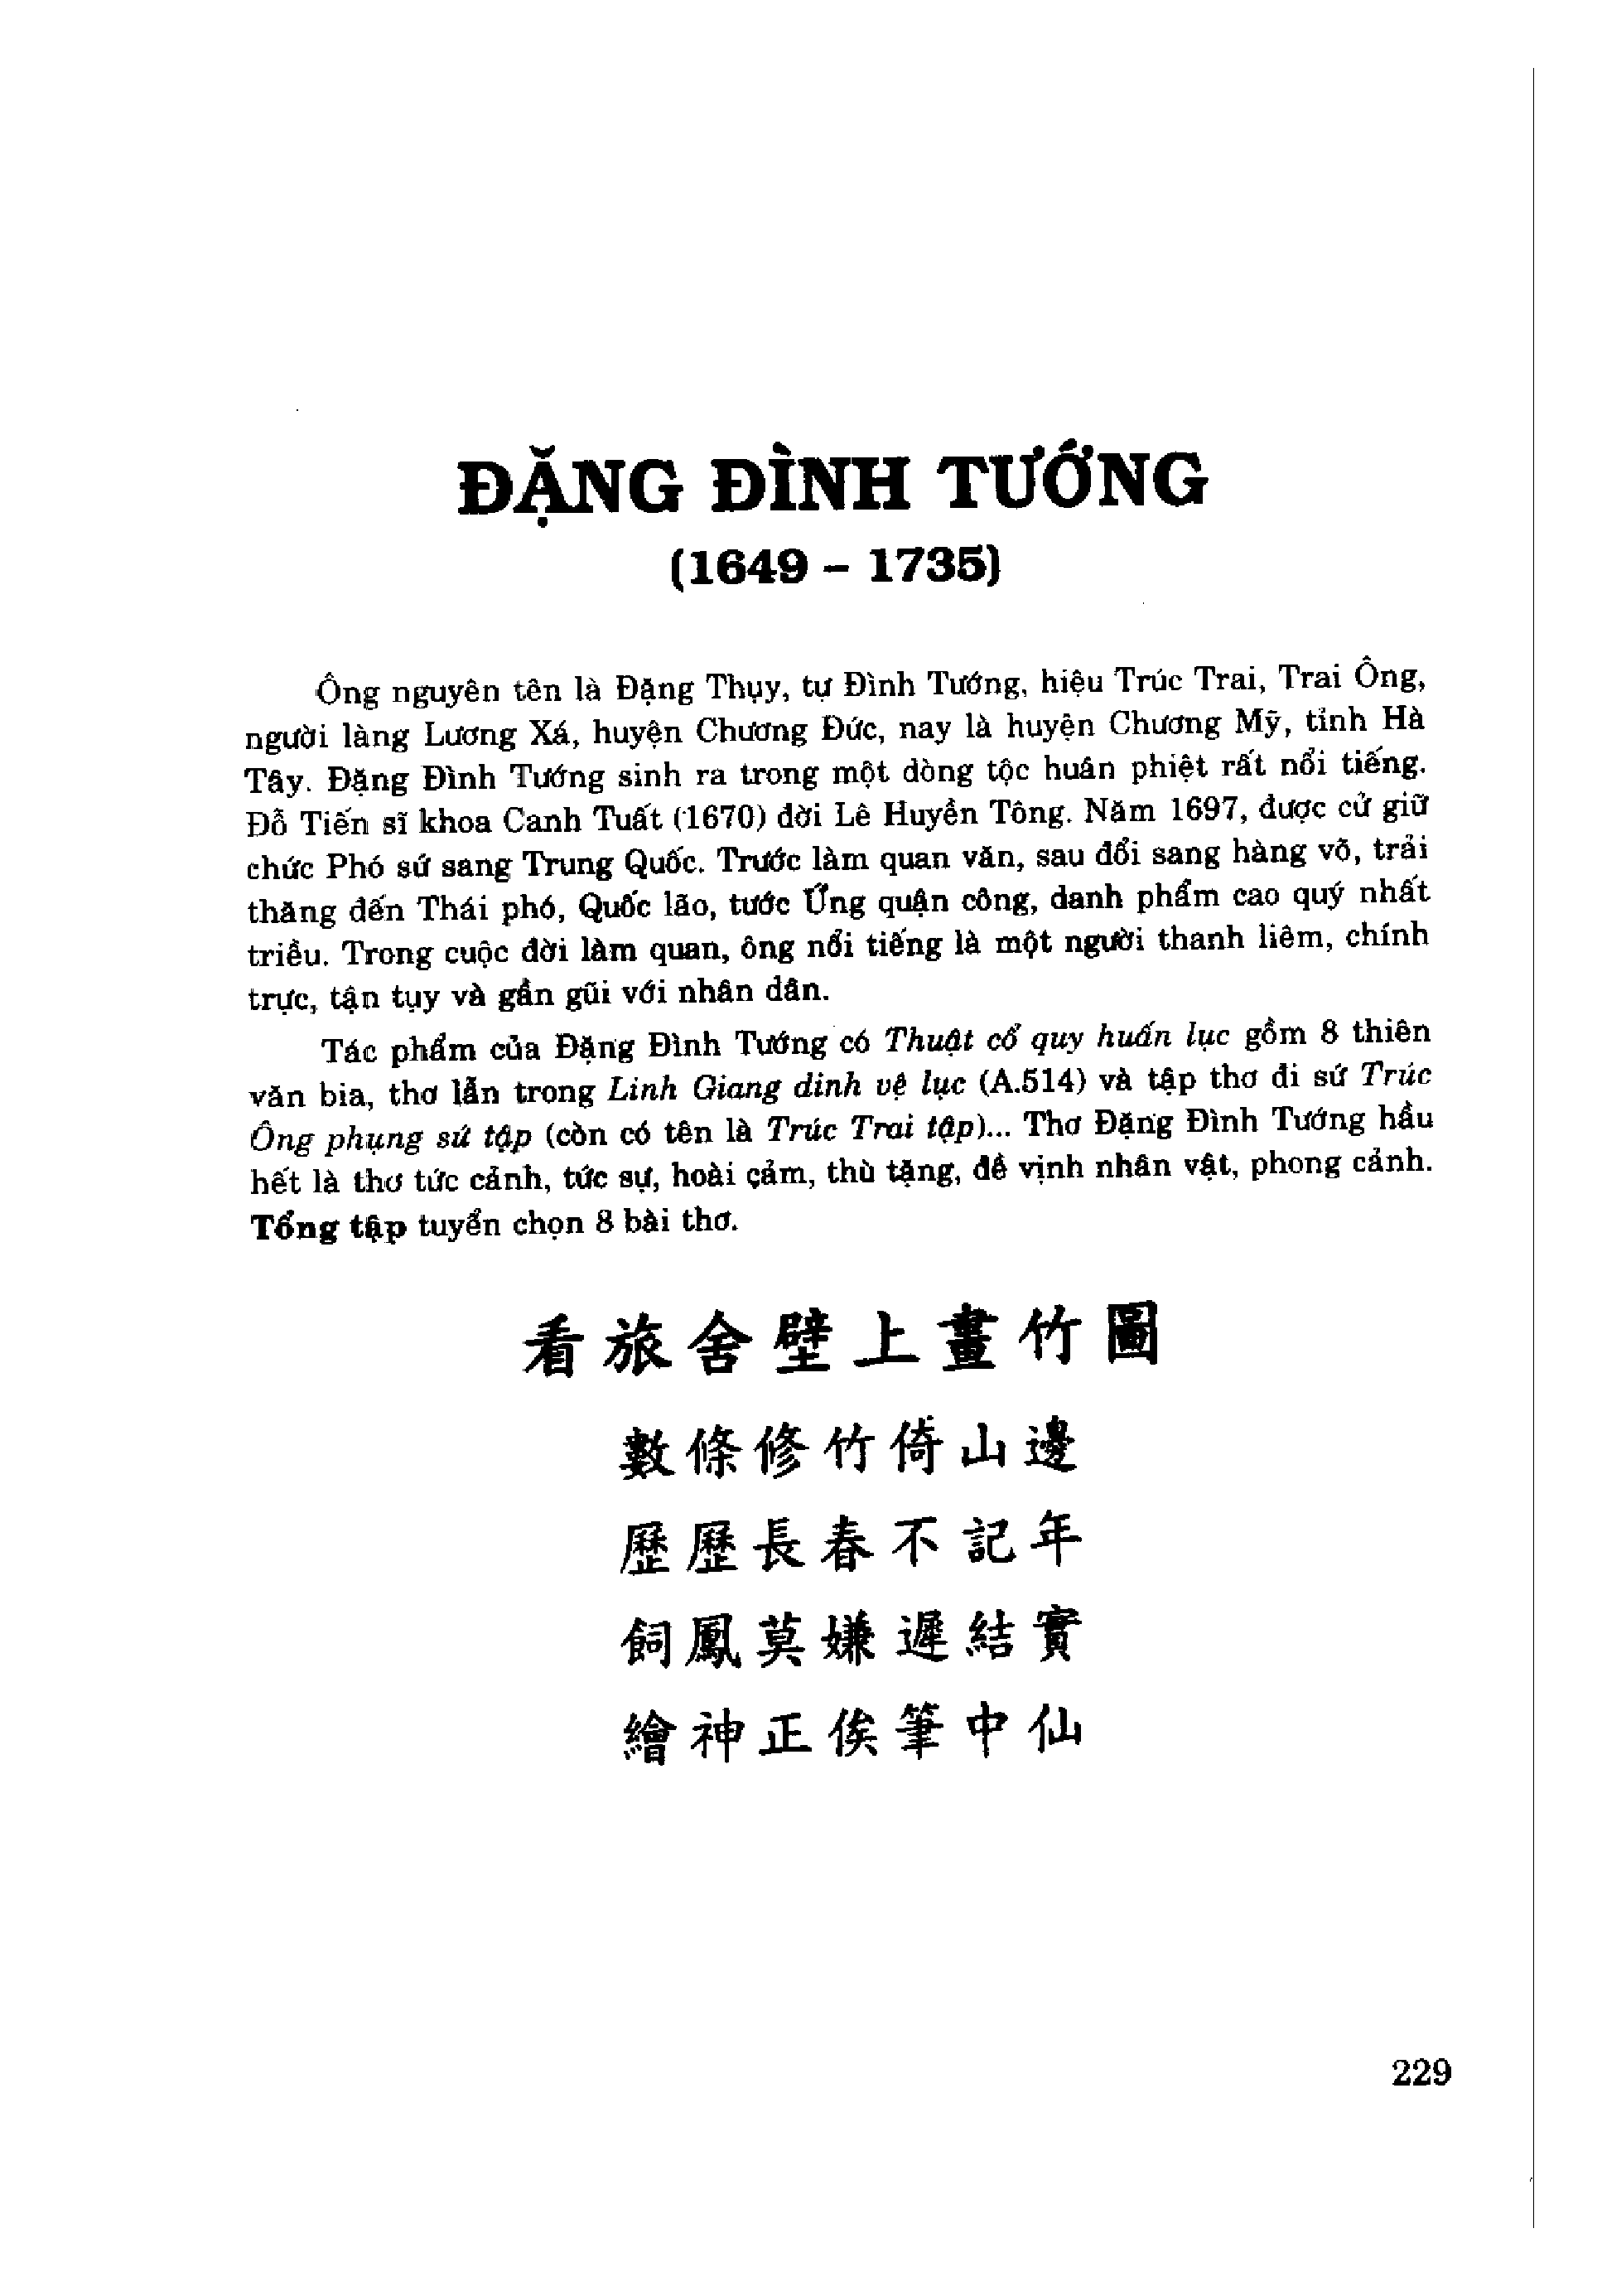 ĐẶNG ĐÌNH TƯỚNG
(1649 – 1735)
Ông nguyên tên là Đặng Thụy, tự Đình Tướng, hiệu Trúc Trai, Trai Ông,
người làng Lương Xá, huyện Chương Đức, nay là huyện Chương Mỹ, tỉnh Hà
Tây. Đặng Đình Tướng sinh ra trong một dòng tộc huân phiệt rất nổi tiếng.
Đỗ Tiến sĩ khoa Canh Tuất (1670) đời Lê Huyền Tông. Năm 1697, được cử giữ
chức Phó sứ sang Trung Quốc. Trước làm quan văn, sau đổi sang hàng võ, trải
thăng đến Thái phó, Quốc lão, tước Ứng quận công, danh phẩm cao quý nhất
triều. Trong cuộc đời làm quan, ông nổi tiếng là một người thanh liêm, chính
trực, tận tụy và gần gũi với nhân dân.
Tác phẩm của Đặng Đình Tướng có Thuật cổ quy huấn lục gồm 8 thiên
văn bia, thơ lẫn trong Linh Giang dinh vệ lục (A.514) và tập thơ đi sứ Trúc
Ông phụng sứ tập (còn có tên là Trúc Trai tập)... Thơ Đặng Đình Tướng hầu
hết là thơ tức cảnh, tức sự, hoài cảm, thù tặng, đề vịnh nhân vật, phong cảnh.
Tổng tập tuyển chọn 8 bài thơ.
看旅舍壁上畫竹圖
數條修竹倚山邊
歷歷長春不記年
飼鳳莫嫌遲結實
繪神正俟筆中仙
229